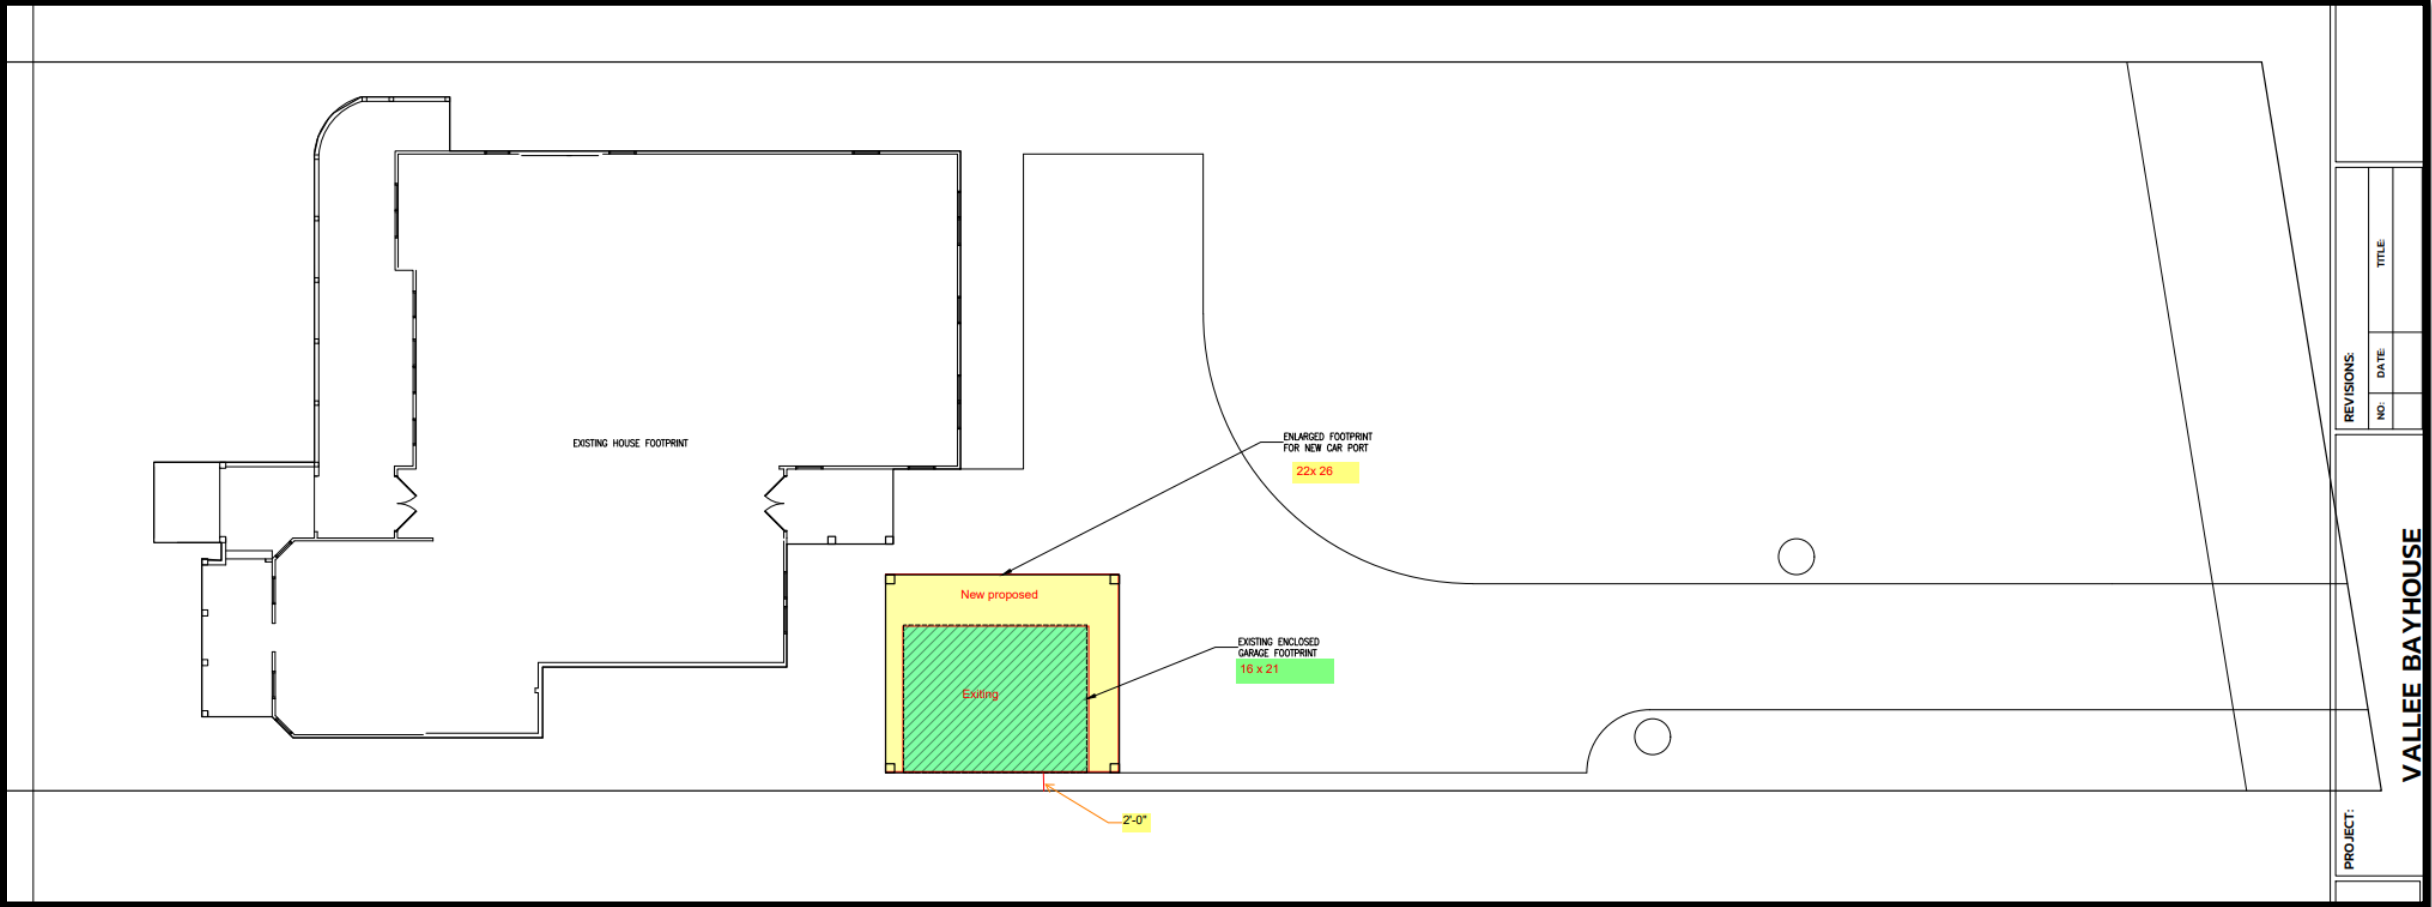 EXISTING HOUSE FOOTPRINT
ENLARGED FOOTPRINT
FOR NEW CAR PORT
22x 26
New proposed
EXISTING ENCLOSED
GARAGE FOOTPRINT
16 x 21
Exiting
2'-0"
REVISIONS:
NO:
DATE:
TITLE:
PROJECT:
VALLEE BAYHOUSE